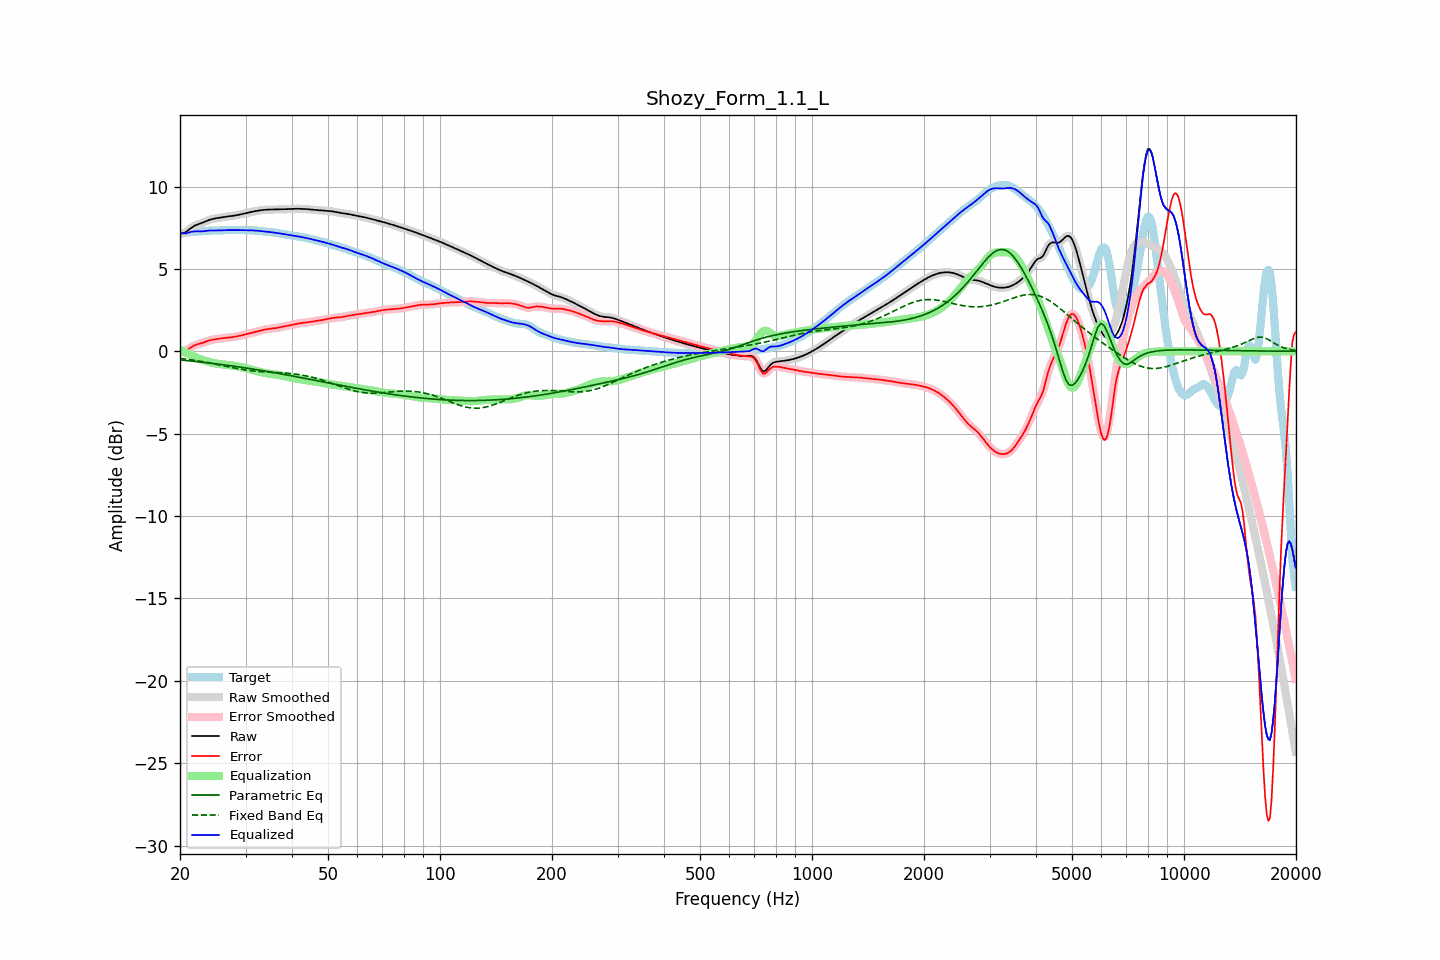 Shozy_Form_1.1_L
Amplitude (dBr)
10
5
0
−5
−10
−15
−20
−25
−30
Target
Raw Smoothed
Error Smoothed
Raw
Error
Equalization
Parametric Eq
Fixed Band Eq
Equalized
20 50 100 200 500 1000 2000 5000 10000 20000
Frequency (Hz)